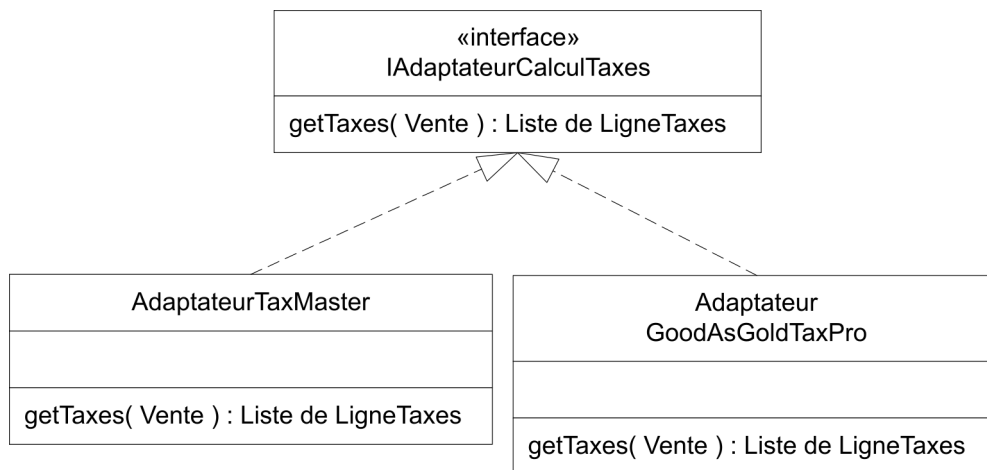 «interface»
IAdaptateurCalculTaxes
getTaxes( Vente ) : Liste de LigneTaxes
AdaptateurTaxMaster
getTaxes( Vente ) : Liste de LigneTaxes
Adaptateur
GoodAsGoldTaxPro
getTaxes( Vente ) : Liste de LigneTaxes